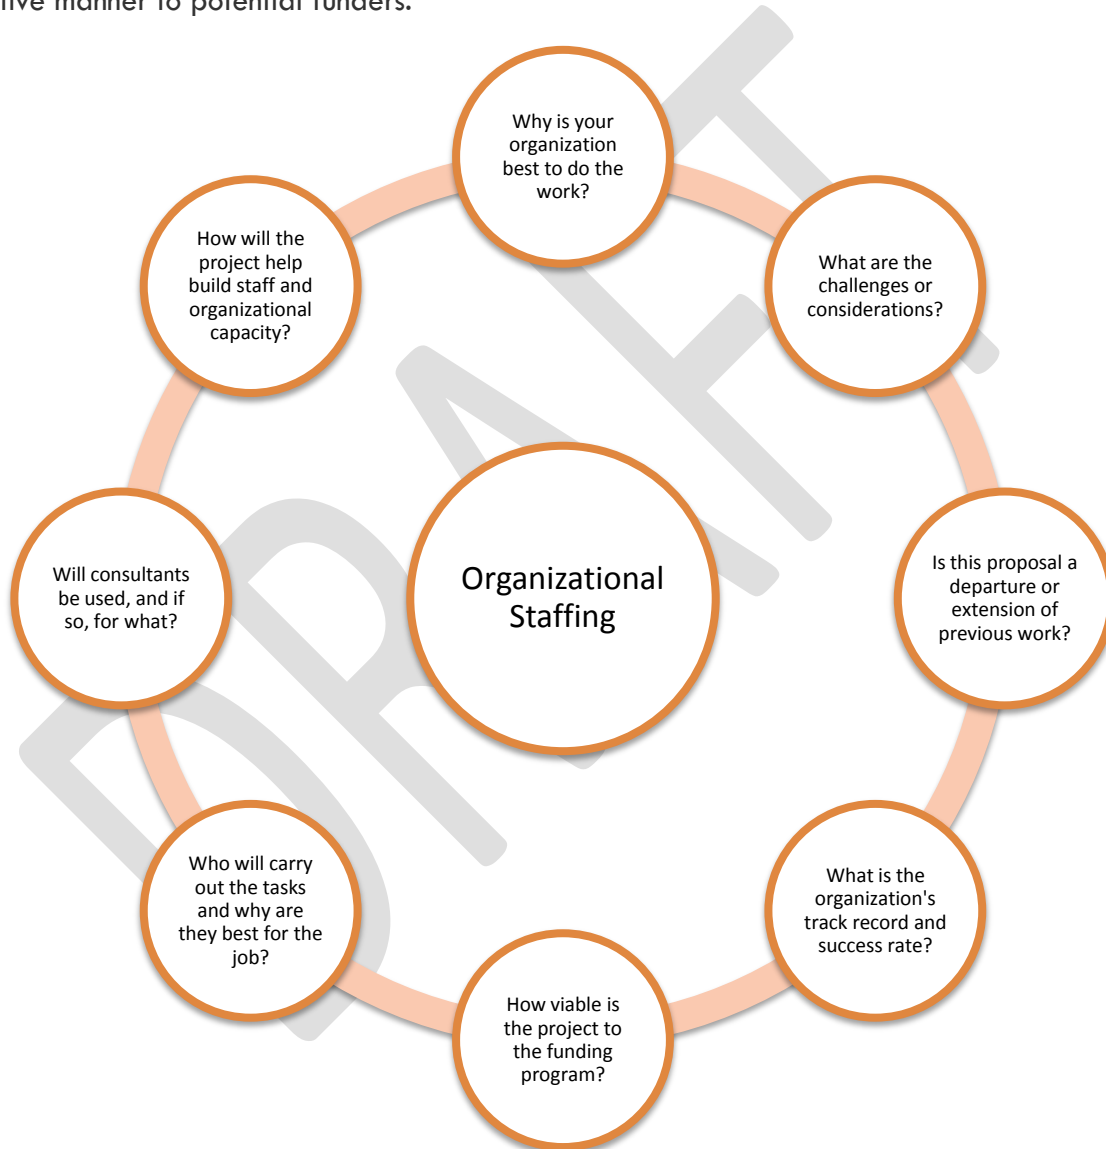 tive manner to potential funders.
Why is your
organization
best to do the
work?
What are the
challenges or
considerations?
Is this proposal a
departure or
extension of
previous work?
What is the
organization's
track record and
success rate?
How viable is
the project to
the funding
program?
Who will carry
out the tasks
and why are
they best for the
job?
Will consultants
be used, and if
so, for what?
How will the
project help
build staff and
organizational
capacity?
Organizational
Staffing
DRAFT